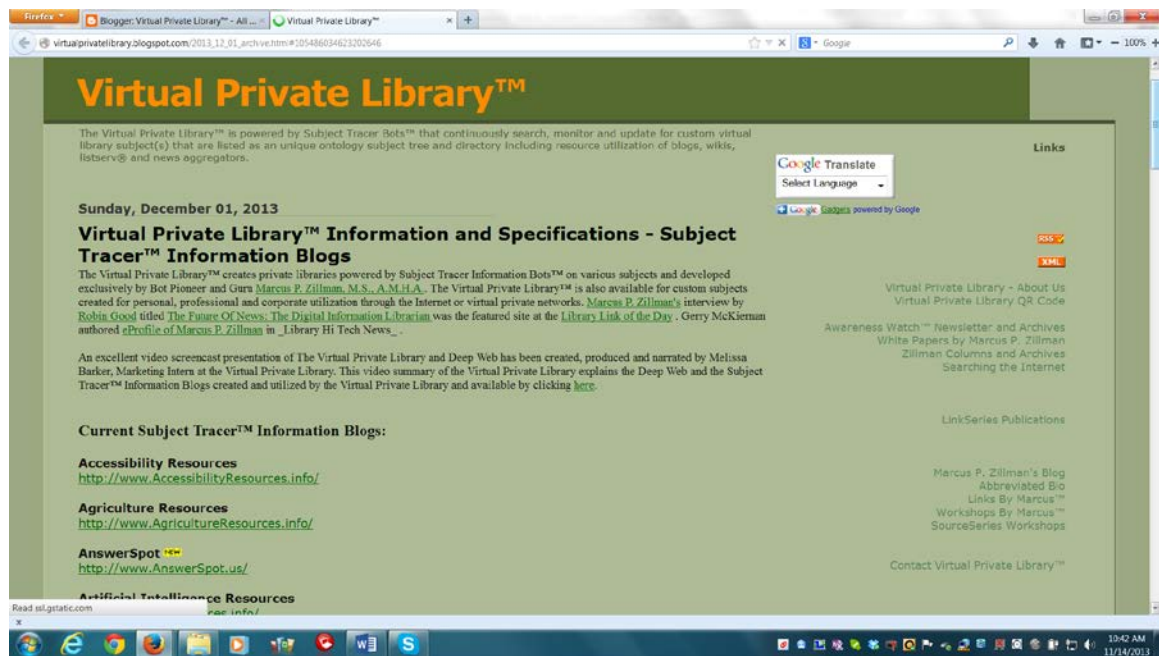 Firefox
Blogger: Virtual Private Library™ - All ...
Virtual Private Library™
virtualprivatelibrary.blogspot.com/2013_12_01_archive.html#105486034623202646
Google
100%
Virtual Private Library™
The Virtual Private Library™ is powered by Subject Tracer Bots™ that continuously search, monitor and update for custom virtual
library subject(s) that are listed as an unique ontology subject tree and directory including resource utilization of blogs, wikis,
listserv® and news aggregators.
Links
Google Translate
Select Language
Google Gadgets powered by Google
Sunday, December 01, 2013
Virtual Private Library™ Information and Specifications - Subject
Tracer™ Information Blogs
The Virtual Private Library™ creates private libraries powered by Subject Tracer Information Bots™ on various subjects and developed
exclusively by Bot Pioneer and Guru Marcus P. Zillman, M.S., A.M.H.A.. The Virtual Private Library™ is also available for custom subjects
created for personal, professional and corporate utilization through the Internet or virtual private networks. Marcus P. Zillman's interview by
Robin Good titled The Future Of News: The Digital Information Librarian was the featured site at the Library Link of the Day . Gerry McKiernan
authored eProfile of Marcus P. Zillman in _Library Hi Tech News_ .
An excellent video screencast presentation of The Virtual Private Library and Deep Web has been created, produced and narrated by Melissa
Barker, Marketing Intern at the Virtual Private Library. This video summary of the Virtual Private Library explains the Deep Web and the Subject
Tracer™ Information Blogs created and utilized by the Virtual Private Library and available by clicking here.
Current Subject Tracer™ Information Blogs:
Accessibility Resources
http://www.AccessibilityResources.info/
Agriculture Resources
http://www.AgricultureResources.info/
AnswerSpot NEW
http://www.AnswerSpot.us/
Artificial Intelligence Resources
ces.info/
RSS
XML
Virtual Private Library - About Us
Virtual Private Library QR Code
Awareness Watch™ Newsletter and Archives
White Papers by Marcus P. Zillman
Zillman Columns and Archives
Searching the Internet
LinkSeries Publications
Marcus P. Zillman's Blog
Abbreviated Bio
Links By Marcus™
Workshops By Marcus™
SourceSeries Workshops
Contact Virtual Private Library™
Read ssl.gstatic.com
x
10:42 AM
11/14/2013